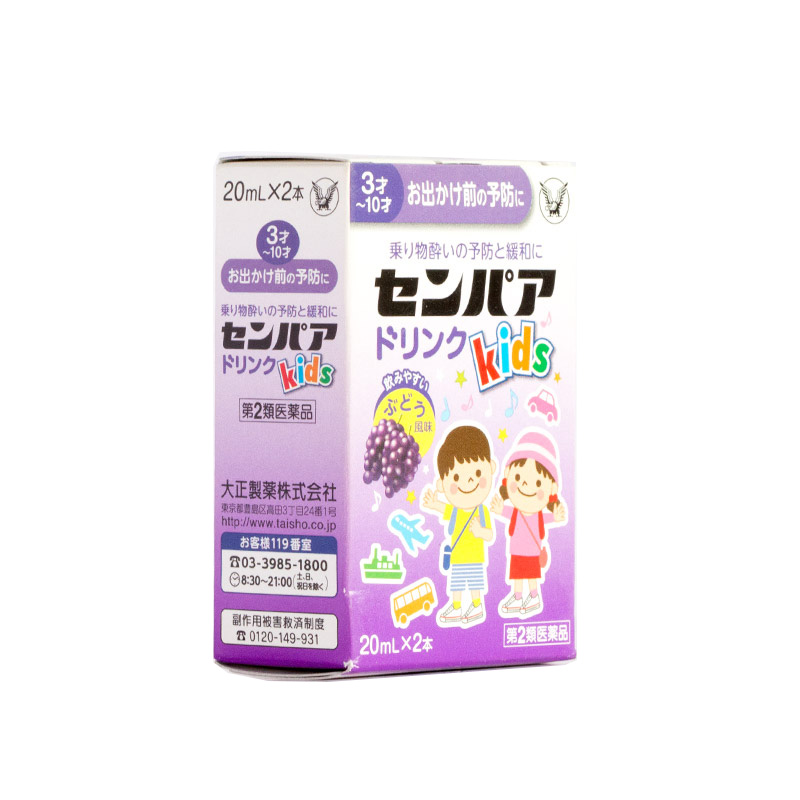 20mL×2本
3才
~10才
お出かけ前の予防に
乗り物酔いの予防と緩和に
センパア
ドリンク
kids
第2類医薬品
大正製薬株式会社
東京都豊島区高田3丁目24番1号
http://www.taisho.co.jp
お客様119番室
☎03-3985-1800
8:30~21:00(土、日、祝日を除く)
副作用被害救済制度
☎0120-149-931
3才
~10才
お出かけ前の予防に
乗り物酔いの予防と緩和に
センパア
ドリンク
kids
飲みやすい
ぶどう
風味
20mL×2本
第2類医薬品